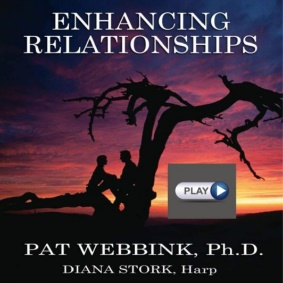 ENHANCING
RELATIONSHIPS
PLAY
PAT WEBBINK, Ph.D.
DIANA STORK, Harp